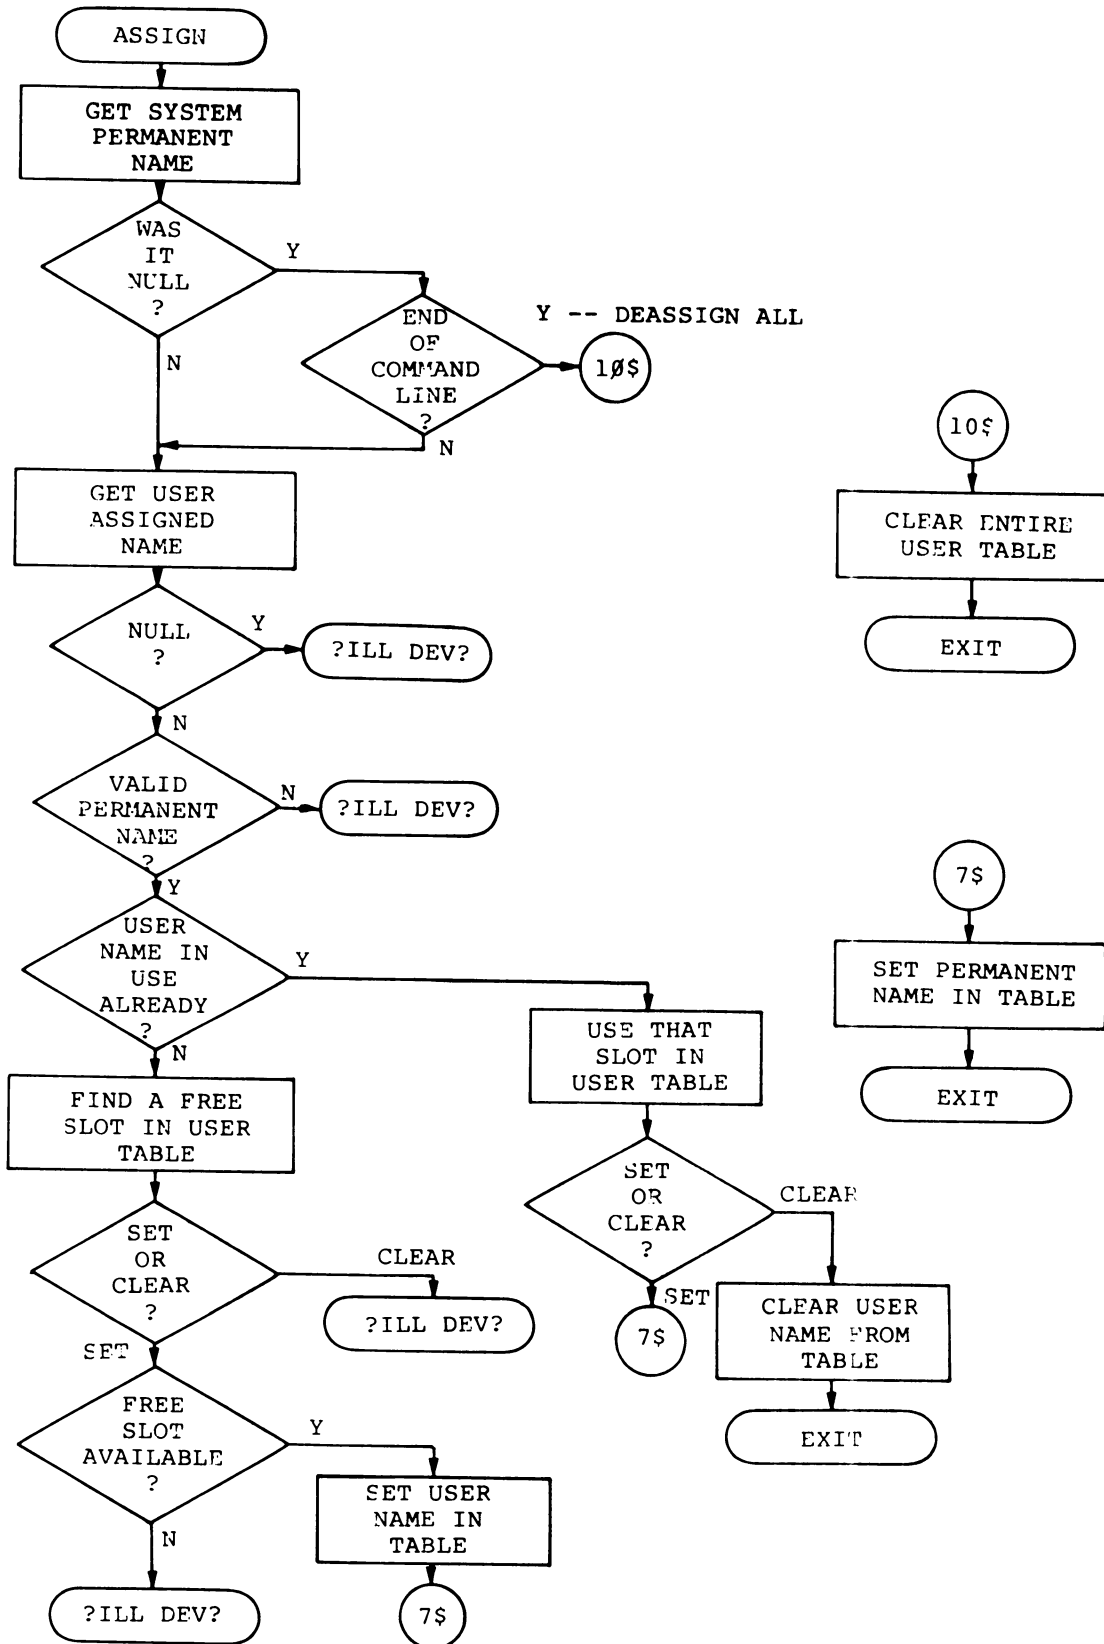 ASSIGN
GET SYSTEM
PERMANENT
NAME
WAS
IT
NULL
?
Y
N
END
OF
COMMAND
LINE
?
Y -- DEASSIGN ALL
1Ø$
N
GET USER
ASSIGNED
NAME
NULL
?
Y
?ILL DEV?
N
VALID
PERMANENT
NAME
?
N
?ILL DEV?
Y
USER
NAME IN
USE
ALREADY
?
Y
N
FIND A FREE
SLOT IN USER
TABLE
SET
OR
CLEAR
?
CLEAR
?ILL DEV?
SET
FREE
SLOT
AVAILABLE
?
Y
N
?ILL DEV?
SET USER
NAME IN
TABLE
7$
USE THAT
SLOT IN
USER TABLE
SET
OR
CLEAR
?
CLEAR
SET
7$
CLEAR USER
NAME FROM
TABLE
EXIT
10$
CLEAR ENTIRE
USER TABLE
EXIT
7$
SET PERMANENT
NAME IN TABLE
EXIT